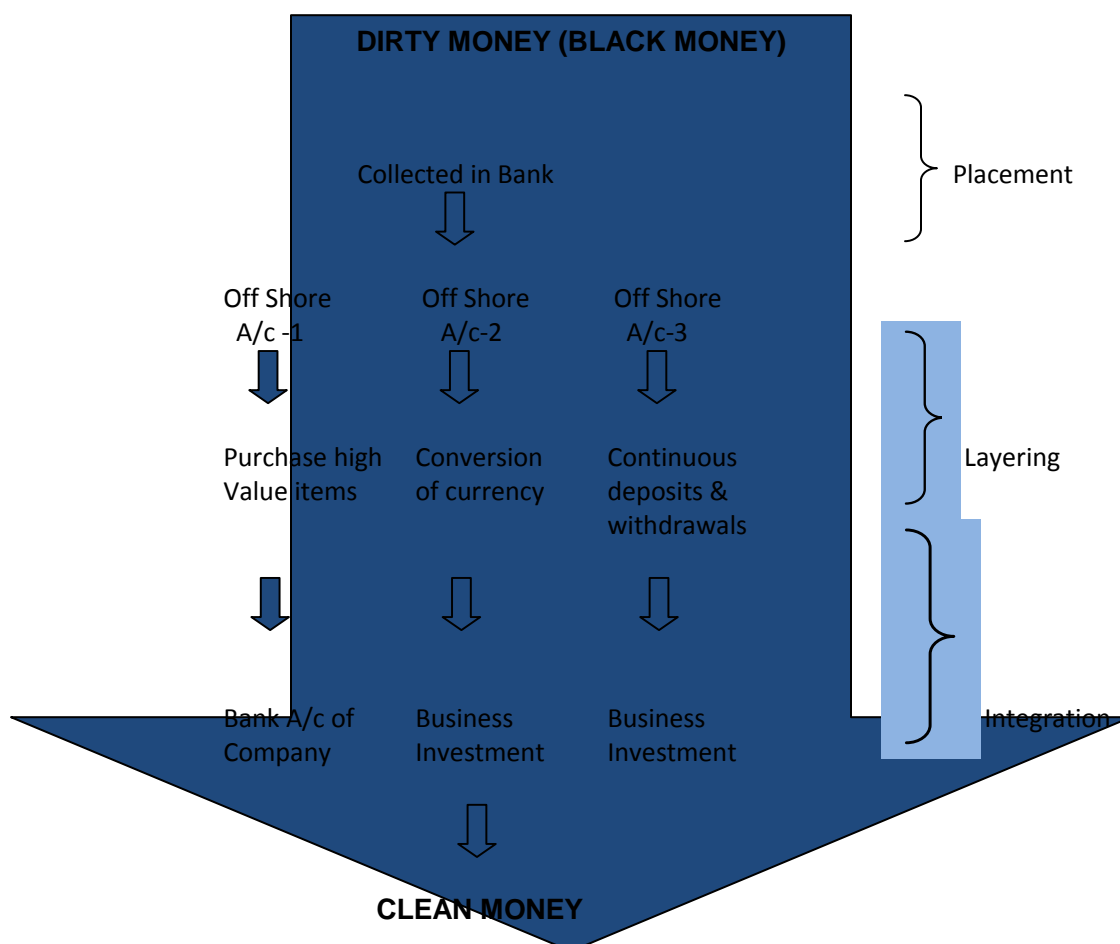 DIRTY MONEY (BLACK MONEY)
Collected in Bank
Placement
Off Shore
A/c -1
Off Shore
A/c-2
Off Shore
A/c-3
Purchase high
Value items
Conversion
of currency
Continuous
deposits &
withdrawals
Layering
Bank A/c of
Company
Business
Investment
Business
Investment
Integration
CLEAN MONEY